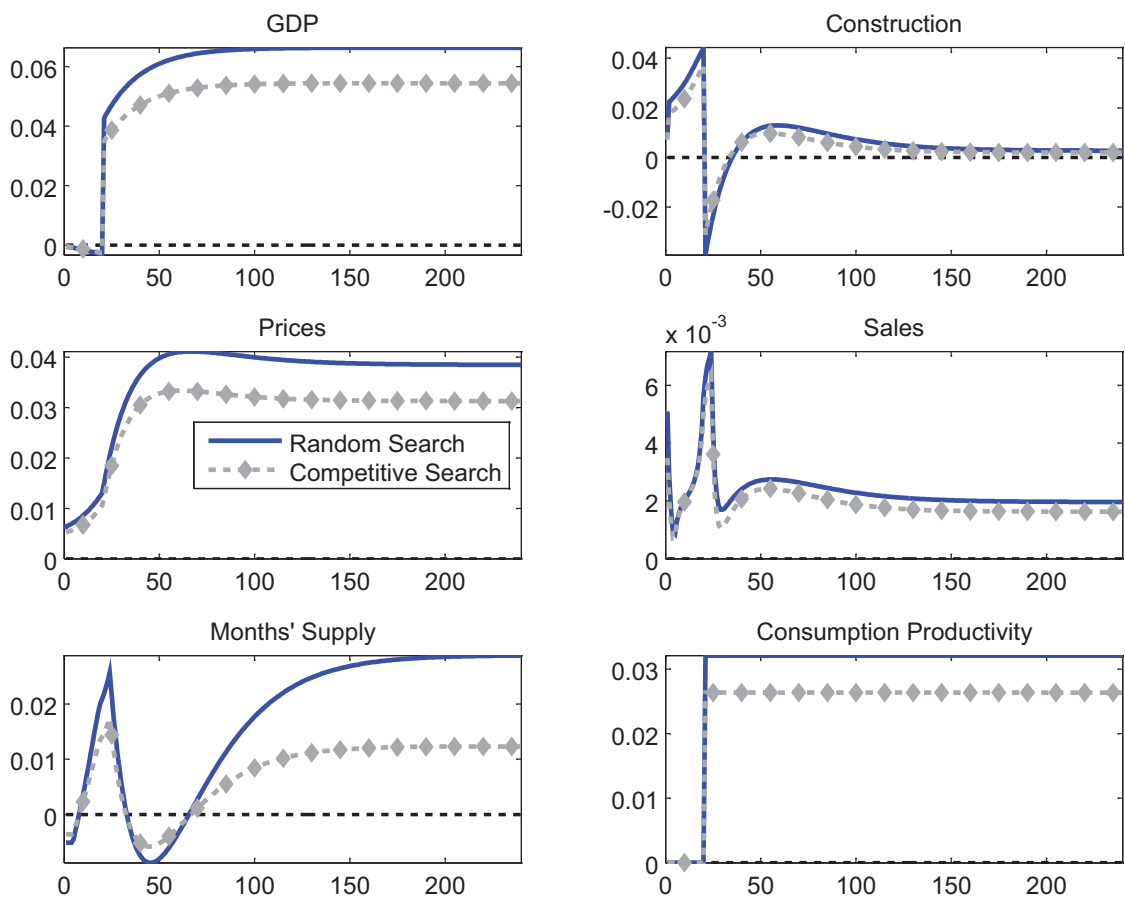 GDP
0.06
0.04
0.02
0
0 50 100 150 200
Construction
0.04
0.02
0
-0.02
0 50 100 150 200
Prices
0.04
0.03
0.02
0.01
0
0 50 100 150 200
Random Search
Competitive Search
x 10-3 Sales
6
4
2
0
0 50 100 150 200
Months' Supply
0.02
0.01
0
0 50 100 150 200
Consumption Productivity
0.03
0.02
0.01
0
0 50 100 150 200